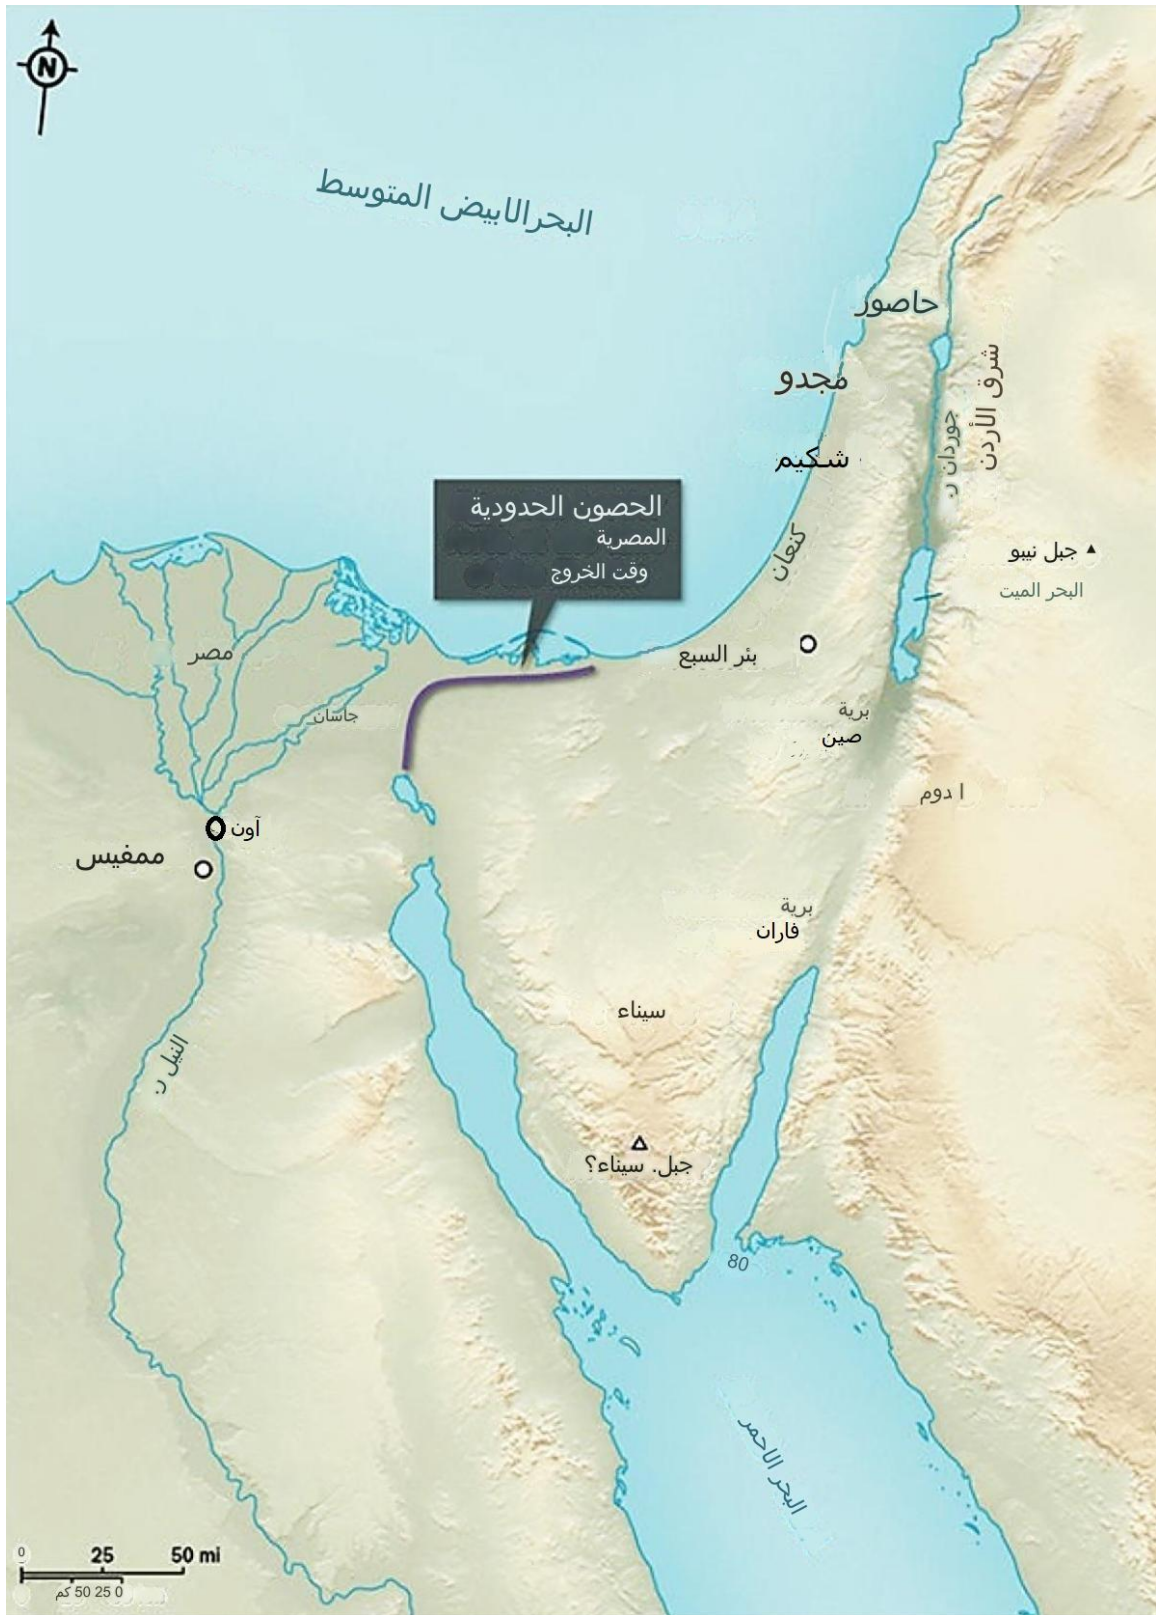 N
البحرالابيض المتوسط
حاصور
مجدو
شرق الأردن
جوردان ر.
شكيم
الحصون الحدودية
المصرية
وقت الخروج
كنعان
جبل نيبو
البحر الميت
مصر
بئر السبع
جاسان
برية
صين
ا دوم
آون
ممفيس
برية
فاران
سيناء
النيل ر.
جبل. سيناء؟
80
البحر الاحمر
0 25 50 mi
0 25 50 كم